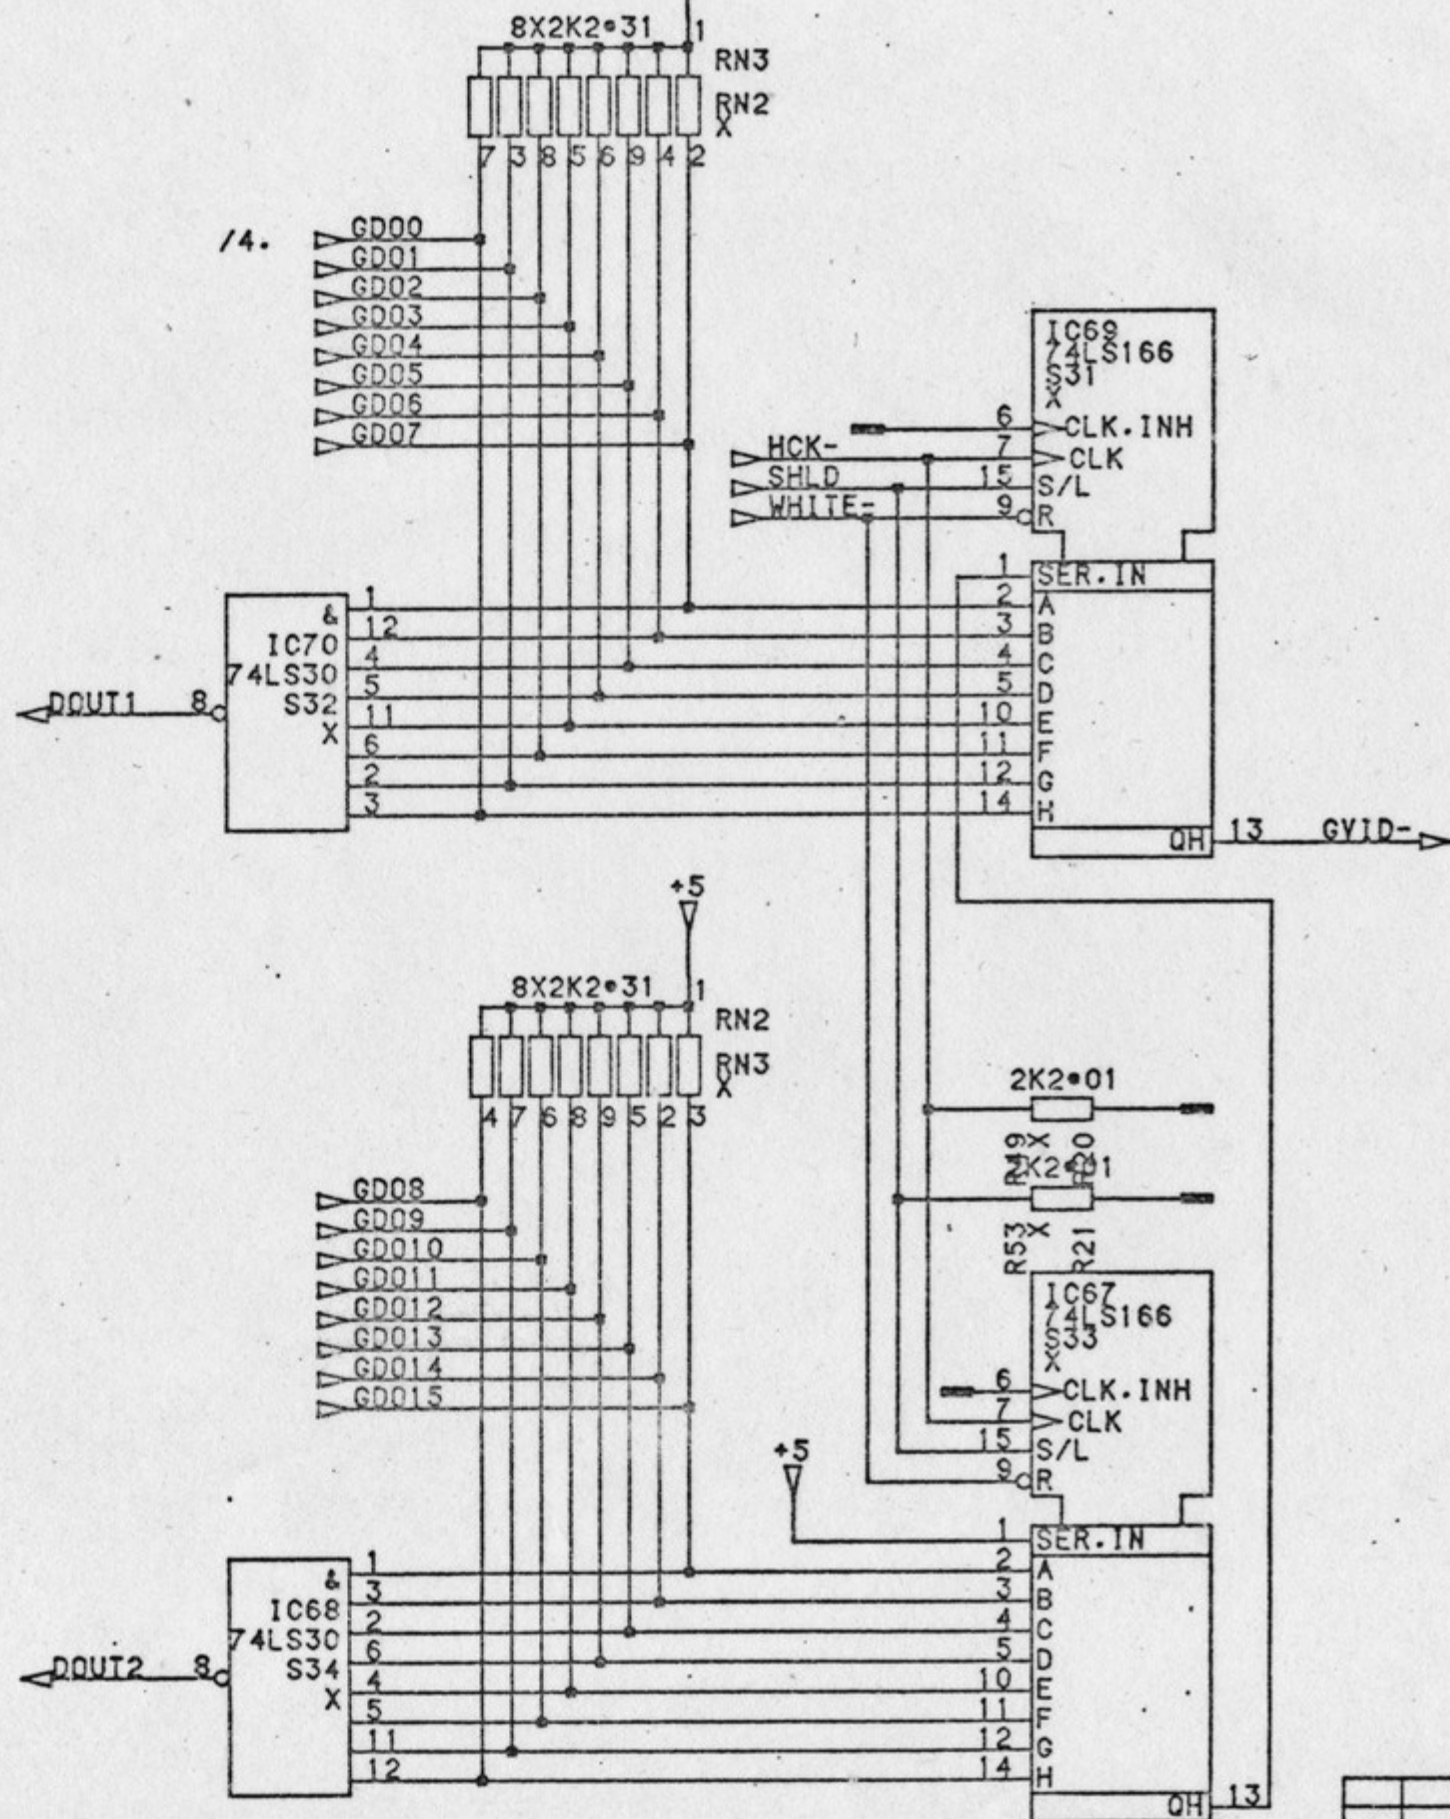 8X2K2•31 1
RN3
RN2
X
7 3 8 5 6 9 4 2
/4.
GD00
GD01
GD02
GD03
GD04
GD05
GD06
GD07
IC69
74LS166
S31
X
6 CLK.INH
HCK- 7 CLK
SHLD 15 S/L
WHITE- 9 R
1 SER.IN
1 2 A
&
12 3 B
IC70
4 4 C
74LS30
5 5 D
S32
DOUT1 8
11 10 E
X
6 11 F
2 12 G
3 14 H
QH 13 GVID-
+5
8X2K2•31 1
RN2
RN3
X
4 7 6 8 9 5 2 3
2K2•01
R49 X R20
2K2•01
R53 X R21
GD08
GD09
GD010
GD011
GD012
GD013
GD014
GD015
IC67
74LS166
S33
X
6 CLK.INH
7 CLK
15 S/L
9 R
+5
1 SER.IN
1 2 A
&
3 3 B
IC68
2 4 C
74LS30
6 5 D
S34
DOUT2 8
4 10 E
X
5 11 F
11 12 G
12 14 H
QH 13